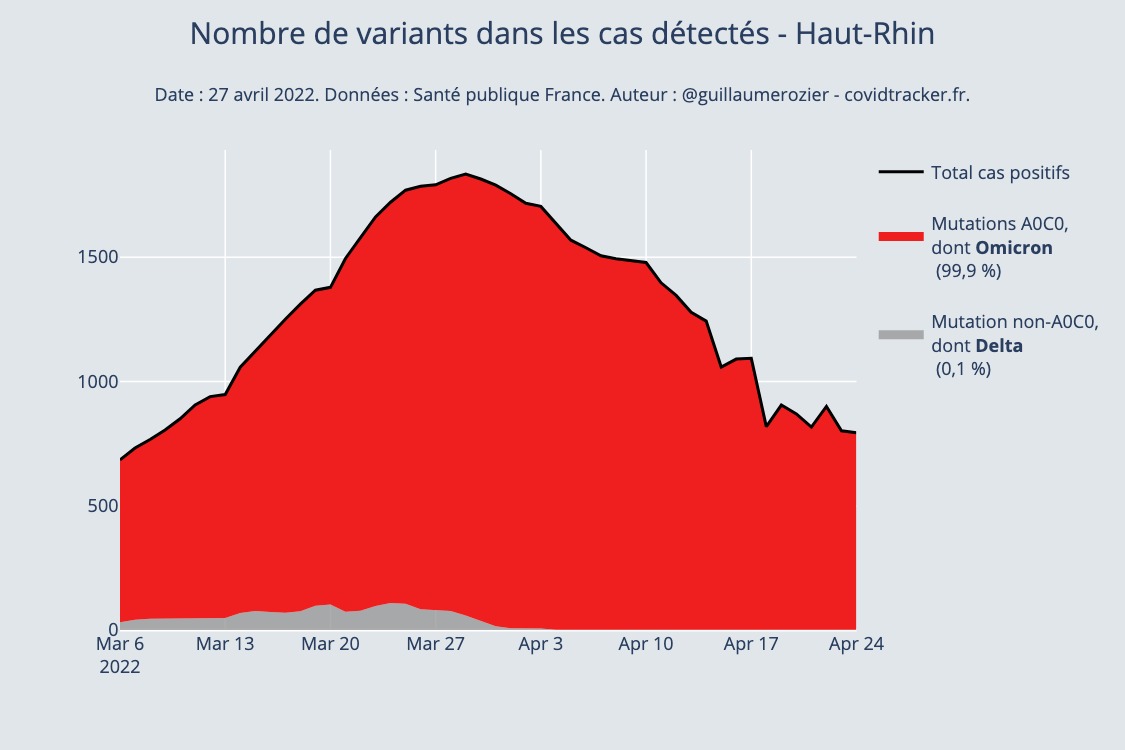 Nombre de variants dans les cas détectés - Haut-Rhin
Date : 27 avril 2022. Données : Santé publique France. Auteur : @guillaumerozier - covidtracker.fr.
Total cas positifs
Mutations A0C0,
dont Omicron
(99,9 %)
Mutation non-A0C0,
dont Delta
(0,1 %)
1500
1000
500
0
Mar 6 Mar 13 Mar 20 Mar 27 Apr 3 Apr 10 Apr 17 Apr 24
2022